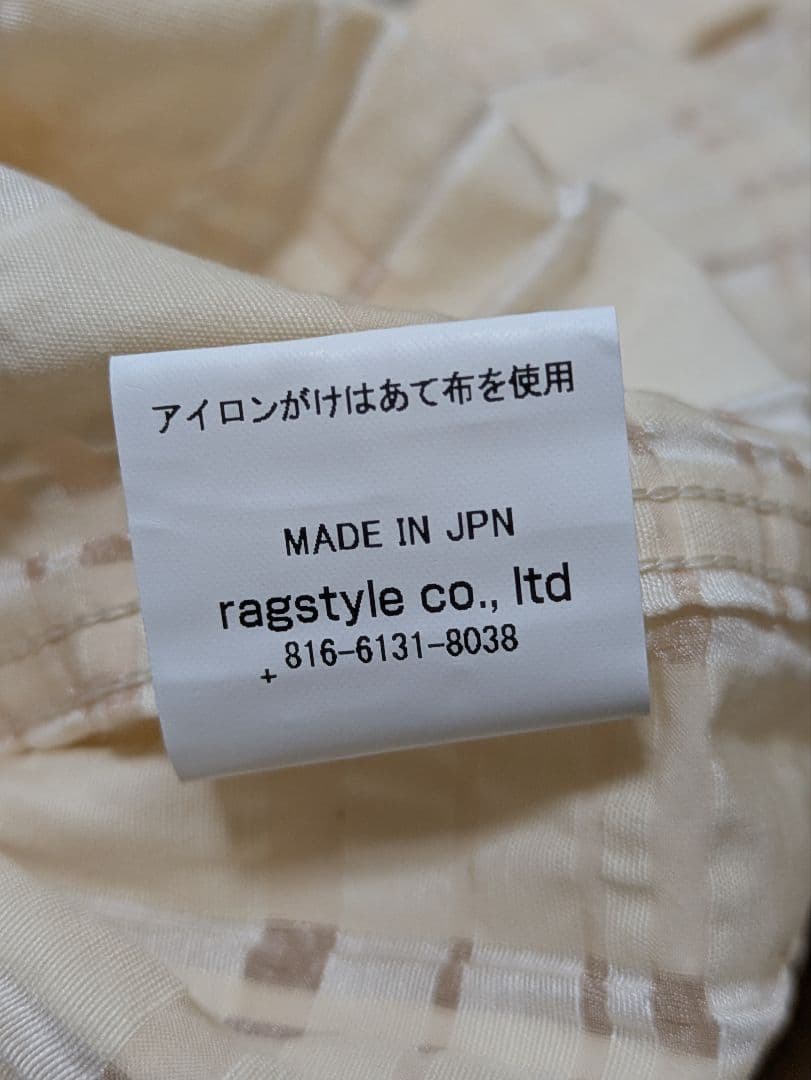 アイロンがけはあて布を使用
MADE IN JPN
ragstyle co., ltd
+816-6131-8038